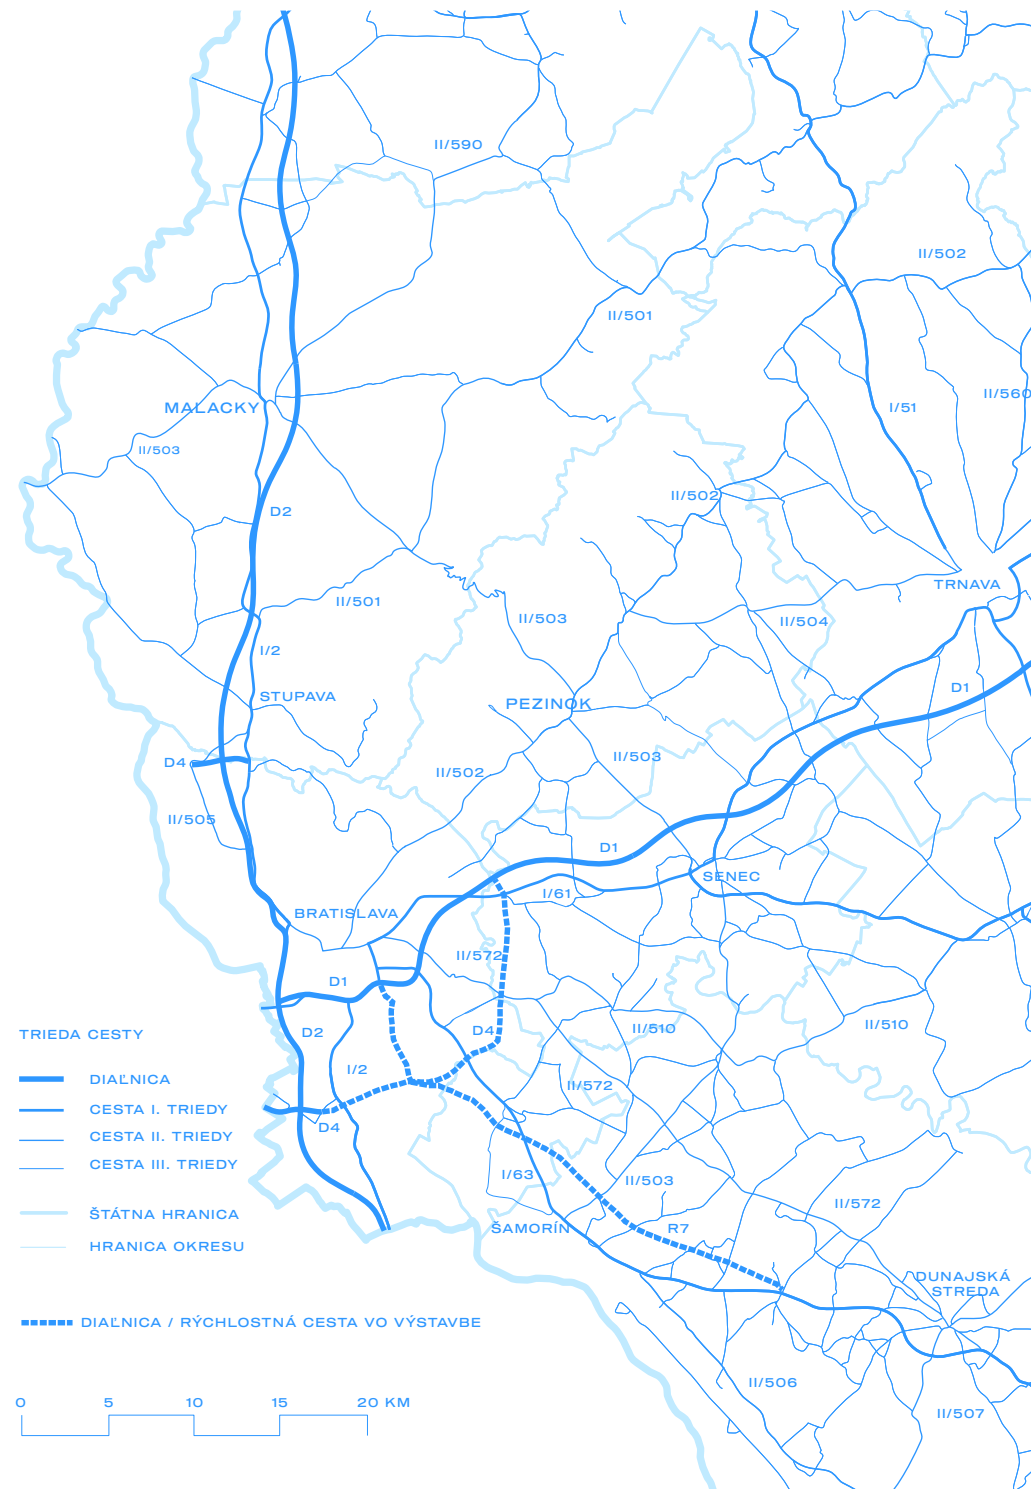 II/590
II/502
II/501
II/560
MALACKY
I/51
II/503
II/502
D2
TRNAVA
II/501
II/503
II/504
I/2
STUPAVA
D1
PEZINOK
II/503
D4
II/502
II/505
D1
SENEC
I/61
BRATISLAVA
II/572
D1
II/510
II/510
D2
D4
TRIEDA CESTY
I/2
DIAĽNICA
II/572
CESTA I. TRIEDY
D4
CESTA II. TRIEDY
CESTA III. TRIEDY
I/63
II/503
II/572
ŠTÁTNA HRANICA
ŠAMORÍN
R7
HRANICA OKRESU
DUNAJSKÁ
STREDA
DIAĽNICA / RÝCHLOSTNÁ CESTA VO VÝSTAVBE
II/506
0 5 10 15 20 KM
II/507